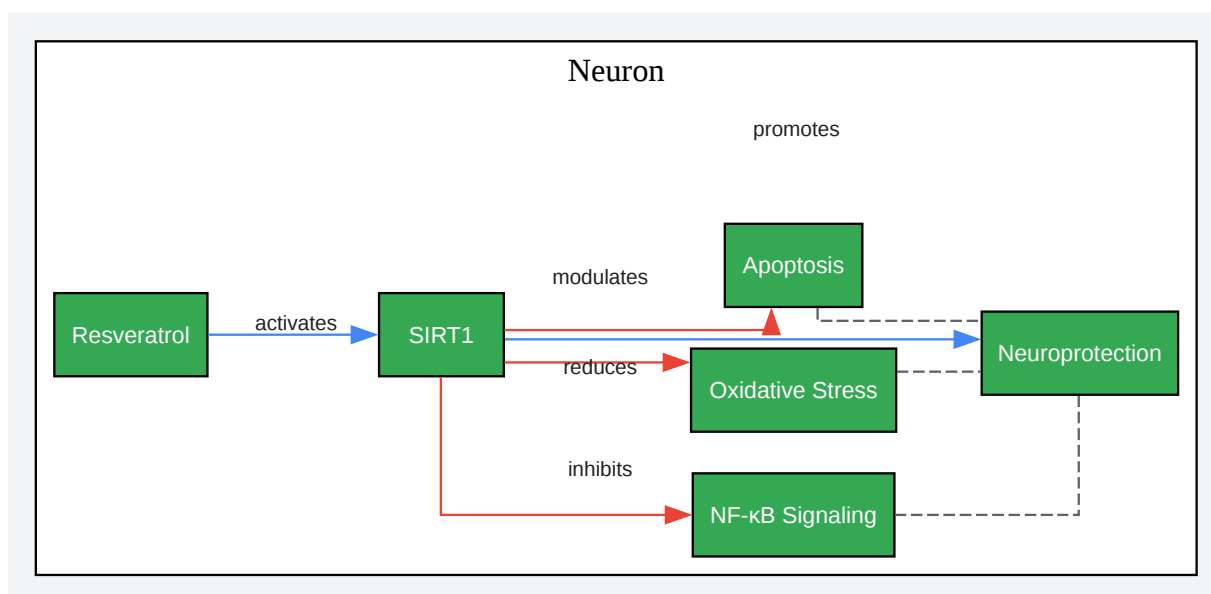 Neuron
promotes
Apoptosis
modulates
Resveratrol
activates
SIRT1
Neuroprotection
reduces
Oxidative Stress
inhibits
NF-κB Signaling